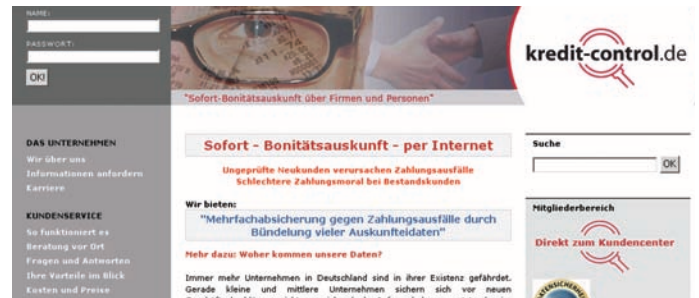 NAME:
PASSWORT:
OK!
"Sofort-Bonitätsauskunft über Firmen und Personen"
kredit-control.de
DAS UNTERNEHMEN
Wir über uns
Informationen anfordern
Karriere
KUNDENSERVICE
So funktioniert es
Beratung vor Ort
Fragen und Antworten
Ihre Vorteile im Blick
Kosten und Preise
Sofort - Bonitätsauskunft - per Internet
Ungeprüfte Neukunden verursachen Zahlungsausfälle
Schlechtere Zahlungsmoral bei Bestandskunden
Wir bieten:
"Mehrfachabsicherung gegen Zahlungsausfälle durch
Bündelung vieler Auskunfteidaten"
Mehr dazu: Woher kommen unsere Daten?
Immer mehr Unternehmen in Deutschland sind in ihrer Existenz gefährdet.
Gerade kleine und mittlere Unternehmen sichern sich vor neuen
Suche
OK
Mitgliederbereich
Direkt zum Kundencenter